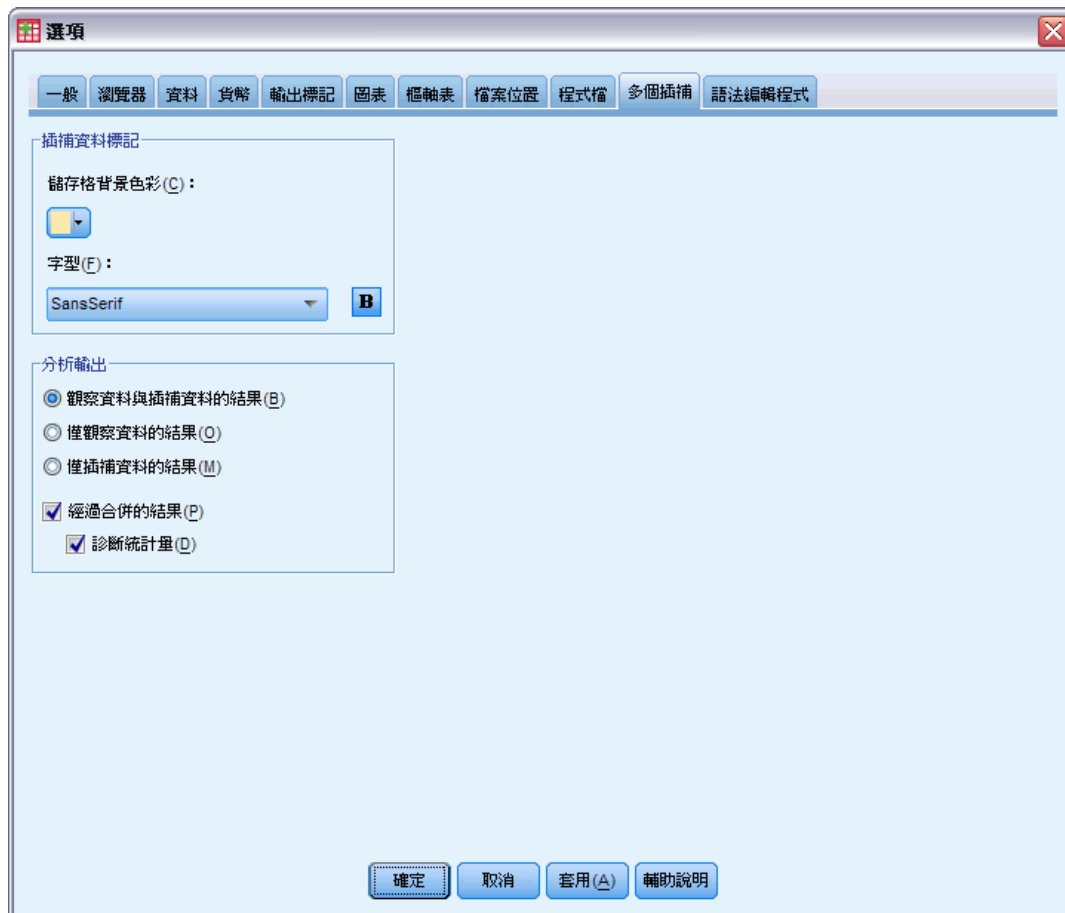 選項
一般 瀏覽器 資料 貨幣 輸出標記 圖表 樞軸表 檔案位置 程式檔 多個插補 語法編輯程式
插補資料標記
儲存格背景色彩(C)：
字型(F)：
SansSerif B
分析輸出
觀察資料與插補資料的結果(B)
僅觀察資料的結果(O)
僅插補資料的結果(M)
經過合併的結果(P)
診斷統計量(D)
確定 取消 套用(A) 輔助說明